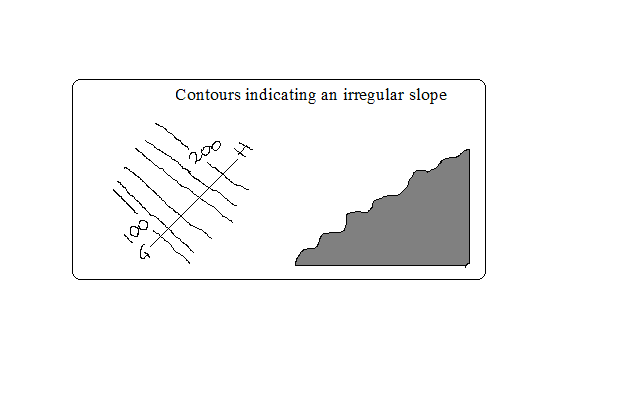 Contours indicating an irregular slope
200
H
100
G